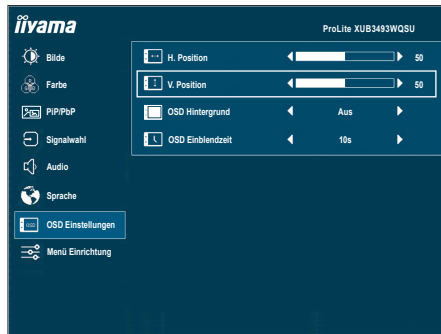 iiyama
ProLite XUB3493WQSU
Bilde
Farbe
PiP/PbP
Signalwahl
Audio
Sprache
OSD Einstellungen
Menü Einrichtung
H. Position 50
V. Position 50
OSD Hintergrund Aus
OSD Einblendzeit 10s